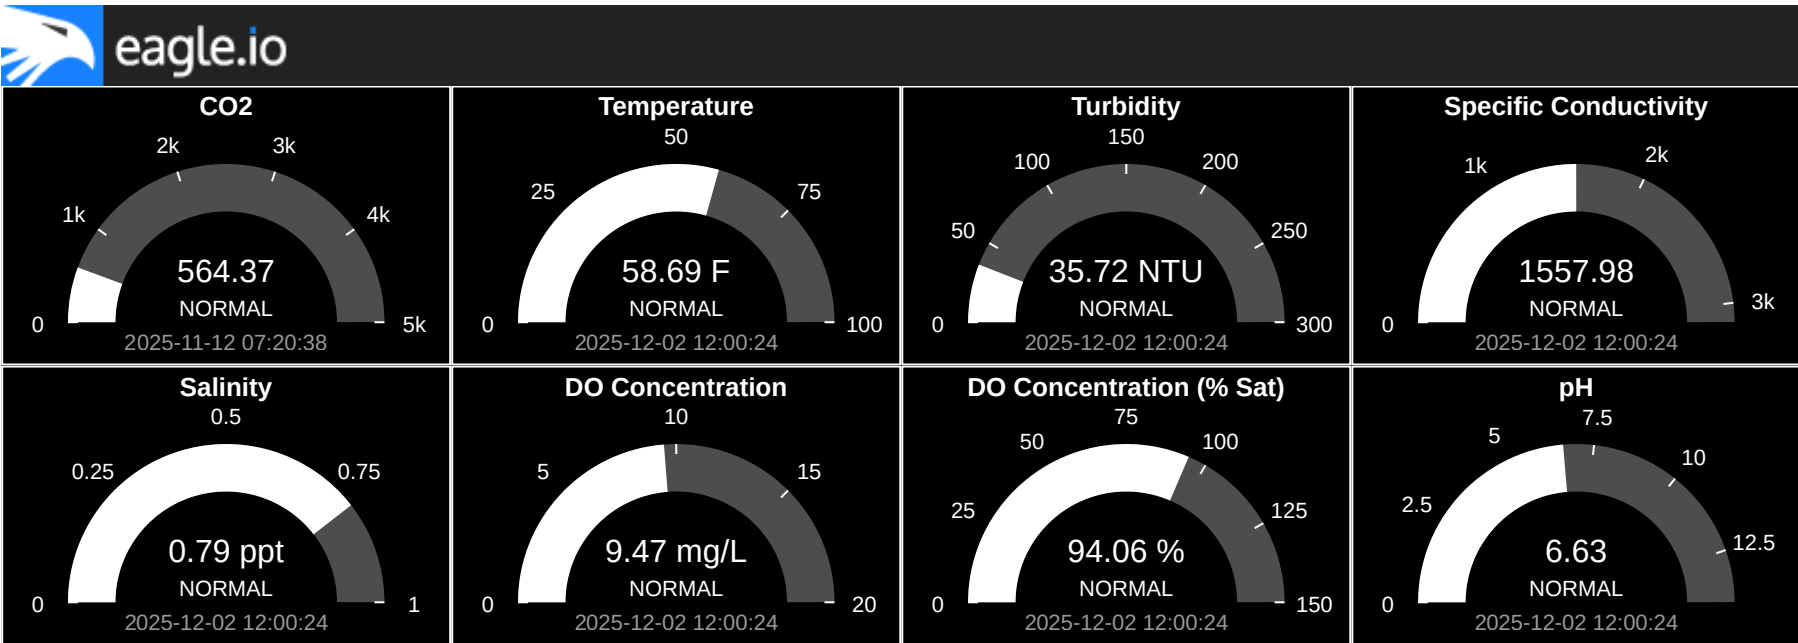 eagle.io
CO2
0
1k
2k
3k
4k
5k
564.37
NORMAL
2025-11-12 07:20:38
Temperature
0
25
50
75
100
58.69 F
NORMAL
2025-12-02 12:00:24
Turbidity
0
50
100
150
200
250
300
35.72 NTU
NORMAL
2025-12-02 12:00:24
Specific Conductivity
0
1k
2k
3k
1557.98
NORMAL
2025-12-02 12:00:24
Salinity
0
0.25
0.5
0.75
1
0.79 ppt
NORMAL
2025-12-02 12:00:24
DO Concentration
0
5
10
15
20
9.47 mg/L
NORMAL
2025-12-02 12:00:24
DO Concentration (% Sat)
0
25
50
75
100
125
150
94.06 %
NORMAL
2025-12-02 12:00:24
pH
0
2.5
5
7.5
10
12.5
6.63
NORMAL
2025-12-02 12:00:24